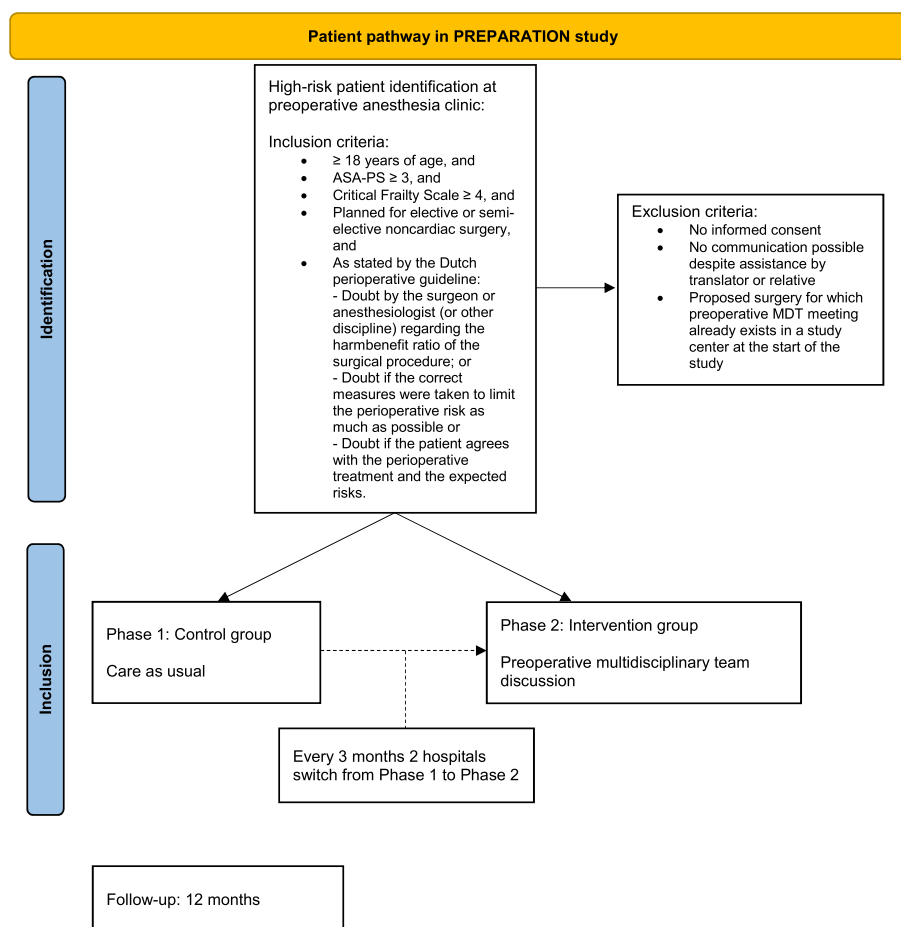 Patient pathway in PREPARATION study
Identification
High-risk patient identification at
preoperative anesthesia clinic:
Inclusion criteria:
• ≥ 18 years of age, and
• ASA-PS ≥ 3, and
• Critical Frailty Scale ≥ 4, and
• Planned for elective or semi-
elective noncardiac surgery,
and
• As stated by the Dutch
perioperative guideline:
- Doubt by the surgeon or
anesthesiologist (or other
discipline) regarding the
harmbenefit ratio of the
surgical procedure; or
- Doubt if the correct
measures were taken to limit
the perioperative risk as
much as possible or
- Doubt if the patient agrees
with the perioperative
treatment and the expected
risks.
Exclusion criteria:
• No informed consent
• No communication possible
despite assistance by
translator or relative
• Proposed surgery for which
preoperative MDT meeting
already exists in a study
center at the start of the
study
Inclusion
Phase 1: Control group
Care as usual
Phase 2: Intervention group
Preoperative multidisciplinary team
discussion
Every 3 months 2 hospitals
switch from Phase 1 to Phase 2
Follow-up: 12 months